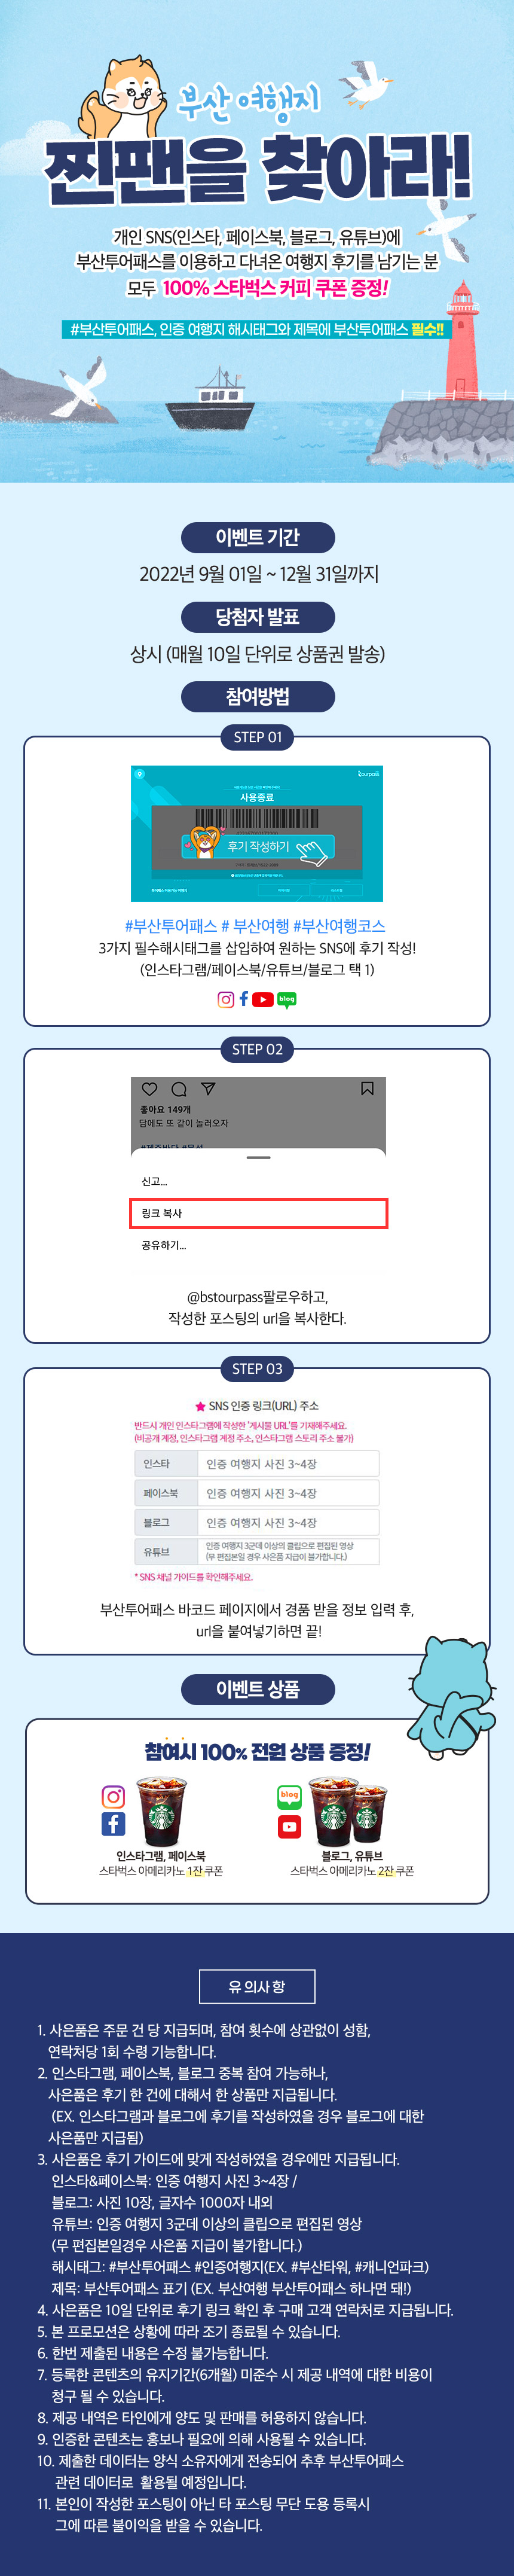 부산 여행지
찐팬을 찾아라!
개인 SNS(인스타, 페이스북, 블로그, 유튜브)에
부산투어패스를 이용하고 다녀온 여행지 후기를 남기는 분
모두 100% 스타벅스 커피 쿠폰 증정!
#부산투어패스, 인증 여행지 해시태그와 제목에 부산투어패스 필수!!
이벤트 기간
2022년 9월 01일 ~ 12월 31일까지
당첨자 발표
상시 (매월 10일 단위로 상품권 발송)
참여방법
STEP 01
tourpass
사용종료
후기 작성하기
#부산투어패스 # 부산여행 #부산여행코스
3가지 필수해시태그를 삽입하여 원하는 SNS에 후기 작성!
(인스타그램/페이스북/유튜브/블로그 택 1)
blog
STEP 02
좋아요 149개
담에도 또 같이 놀러오자
신고...
링크 복사
공유하기...
@bstourpass팔로우하고,
작성한 포스팅의 url을 복사한다.
STEP 03
SNS 인증 링크(URL) 주소
반드시 개인 인스타그램에 작성한 '게시물 URL'를 기재해주세요.
(비공개 계정, 인스타그램 계정 주소, 인스타그램 스토리 주소 불가)
인스타 인증 여행지 사진 3~4장
페이스북 인증 여행지 사진 3~4장
블로그 인증 여행지 사진 3~4장
유튜브 인증 여행지 3군데 이상의 클립으로 편집된 영상
(무 편집본일 경우 사은품 지급이 불가합니다.)
* SNS 채널 가이드를 확인해주세요.
부산투어패스 바코드 페이지에서 경품 받을 정보 입력 후,
url을 붙여넣기하면 끝!
이벤트 상품
참여시 100% 전원 상품 증정!
blog
인스타그램, 페이스북
스타벅스 아메리카노 1잔 쿠폰
블로그, 유튜브
스타벅스 아메리카노 2잔 쿠폰
유의사항
1. 사은품은 주문 건 당 지급되며, 참여 횟수에 상관없이 성함,
연락처당 1회 수령 기능합니다.
2. 인스타그램, 페이스북, 블로그 중복 참여 가능하나,
사은품은 후기 한 건에 대해서 한 상품만 지급됩니다.
(EX. 인스타그램과 블로그에 후기를 작성하였을 경우 블로그에 대한
사은품만 지급됨)
3. 사은품은 후기 가이드에 맞게 작성하였을 경우에만 지급됩니다.
인스타&페이스북: 인증 여행지 사진 3~4장 /
블로그: 사진 10장, 글자수 1000자 내외
유튜브: 인증 여행지 3군데 이상의 클립으로 편집된 영상
(무 편집본일경우 사은품 지급이 불가합니다.)
해시태그: #부산투어패스 #인증여행지(EX. #부산타워, #캐니언파크)
제목: 부산투어패스 표기 (EX. 부산여행 부산투어패스 하나면 돼!)
4. 사은품은 10일 단위로 후기 링크 확인 후 구매 고객 연락처로 지급됩니다.
5. 본 프로모션은 상황에 따라 조기 종료될 수 있습니다.
6. 한번 제출된 내용은 수정 불가능합니다.
7. 등록한 콘텐츠의 유지기간(6개월) 미준수 시 제공 내역에 대한 비용이
청구 될 수 있습니다.
8. 제공 내역은 타인에게 양도 및 판매를 허용하지 않습니다.
9. 인증한 콘텐츠는 홍보나 필요에 의해 사용될 수 있습니다.
10. 제출한 데이터는 양식 소유자에게 전송되어 추후 부산투어패스
관련 데이터로 활용될 예정입니다.
11. 본인이 작성한 포스팅이 아닌 타 포스팅 무단 도용 등록시
그에 따른 불이익을 받을 수 있습니다.